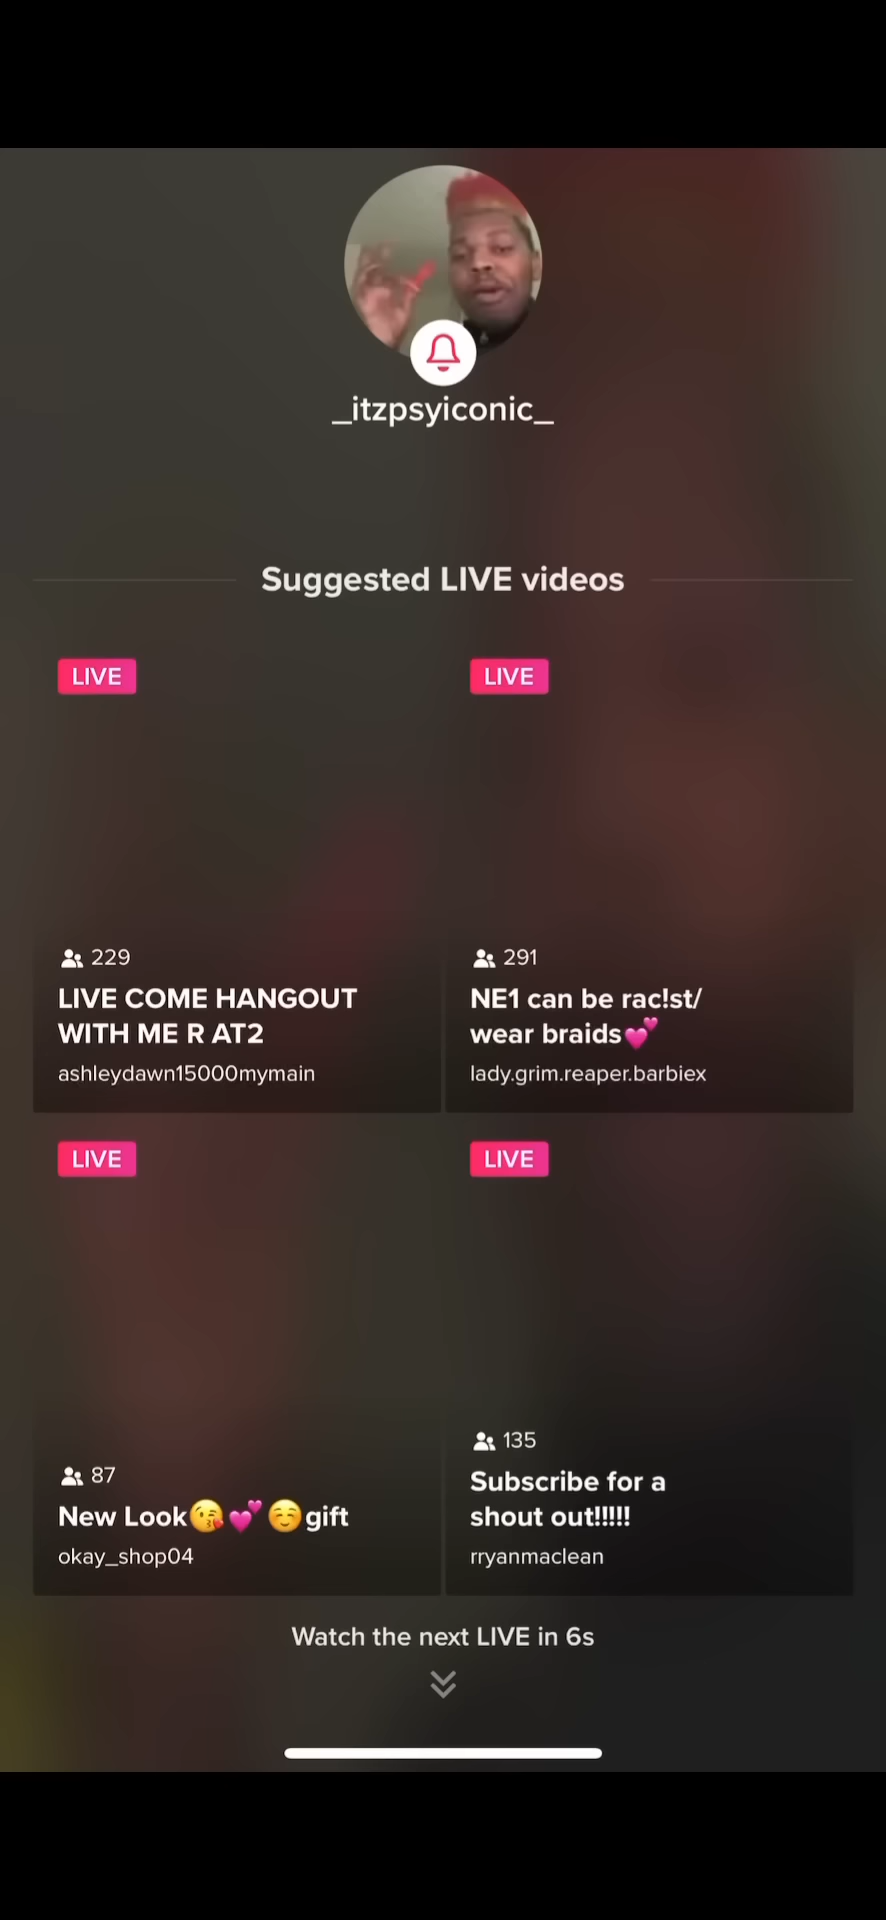 _itzpsyiconic_
Suggested LIVE videos
LIVE
229
LIVE COME HANGOUT
WITH ME R AT2
ashleydawn15000mymain
LIVE
291
NE1 can be rac!st/
wear braids💕
lady.grim.reaper.barbiex
LIVE
87
New Look😘💕☺️gift
okay_shop04
LIVE
135
Subscribe for a
shout out!!!!!
rryanmaclean
Watch the next LIVE in 6s